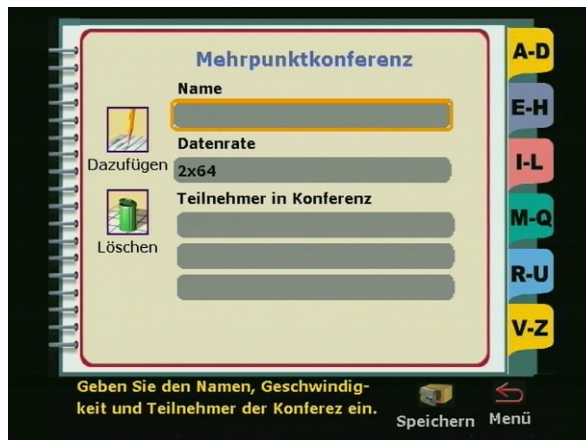 Mehrpunktkonferenz
Name
Dazufügen
Datenrate
2x64
Teilnehmer in Konferenz
Löschen
A-D
E-H
I-L
M-Q
R-U
V-Z
Geben Sie den Namen, Geschwindig-
keit und Teilnehmer der Konferez ein.
Speichern
Menü